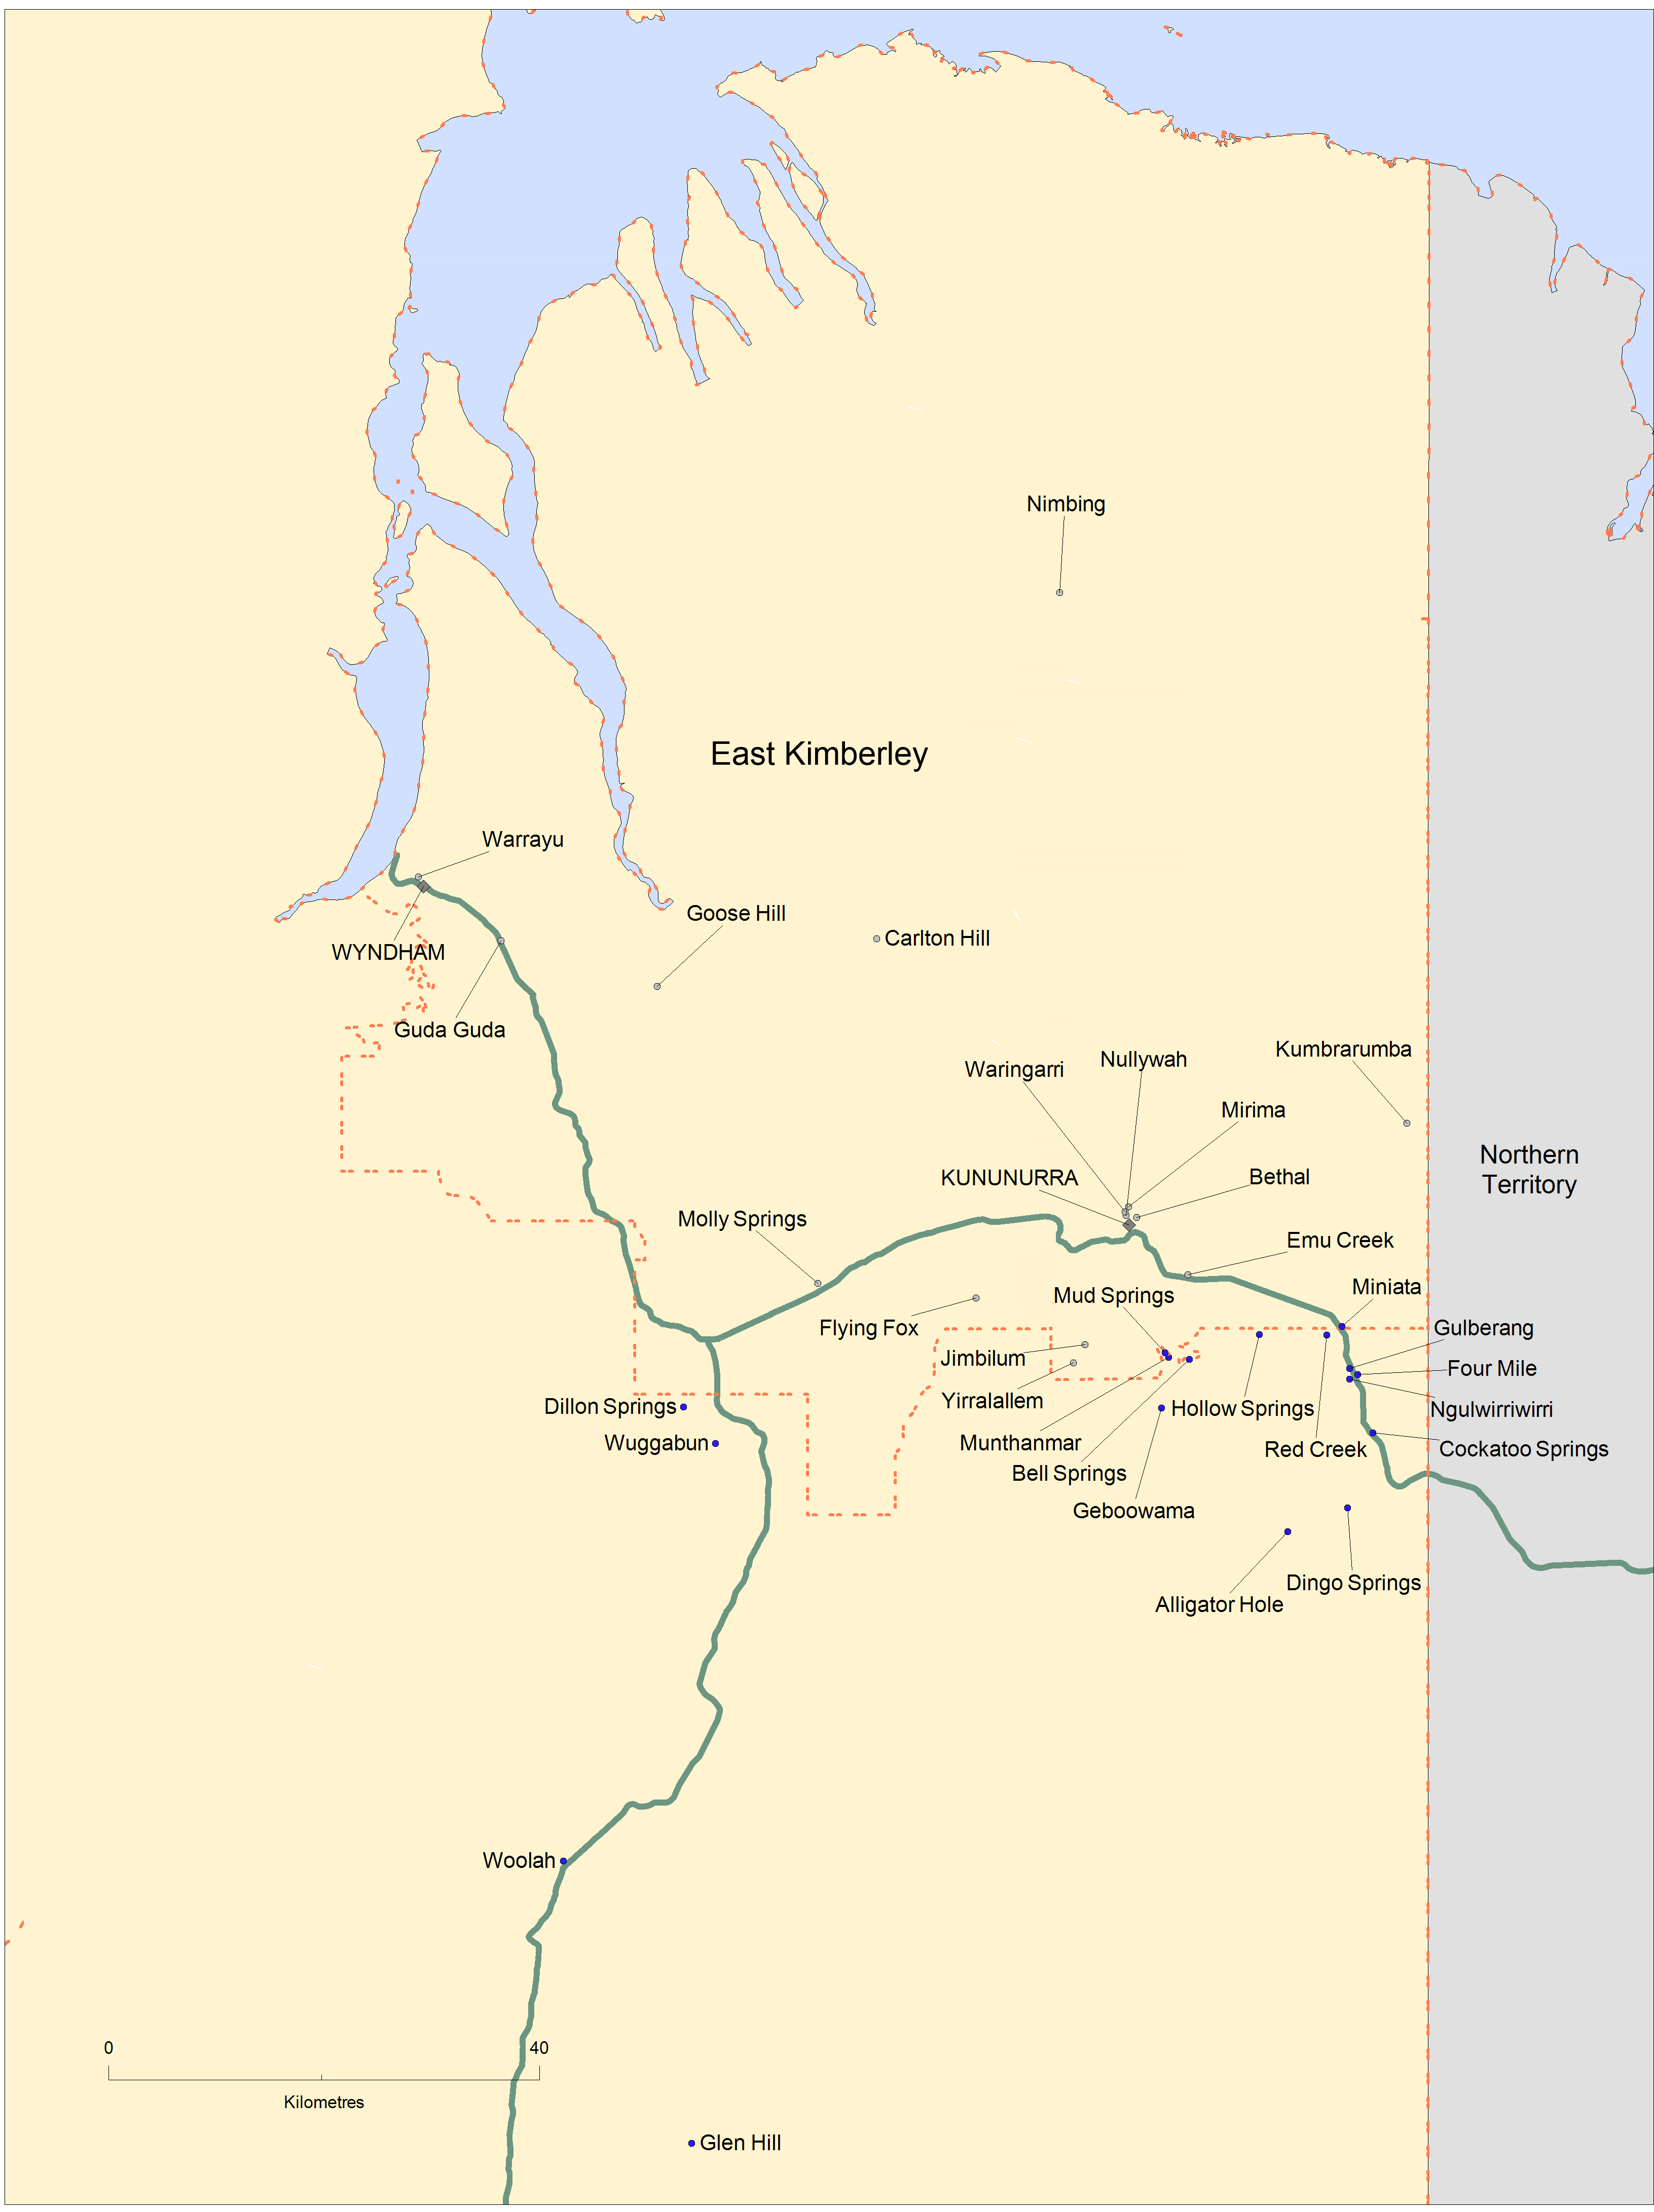 Nimbing
East Kimberley
Warrayu
Goose Hill
Carlton Hill
WYNDHAM
Guda Guda
Kumbrarumba
Nullywah
Waringarri
Mirima
Northern
Territory
KUNUNURRA
Bethal
Molly Springs
Emu Creek
Miniata
Mud Springs
Flying Fox
Gulberang
Jimbilum
Four Mile
Yirralallem
Dillon Springs
Hollow Springs
Ngulwirriwirri
Wuggabun
Munthanmar
Red Creek
Cockatoo Springs
Bell Springs
Geboowama
Dingo Springs
Alligator Hole
Woolah
0 40
Kilometres
Glen Hill